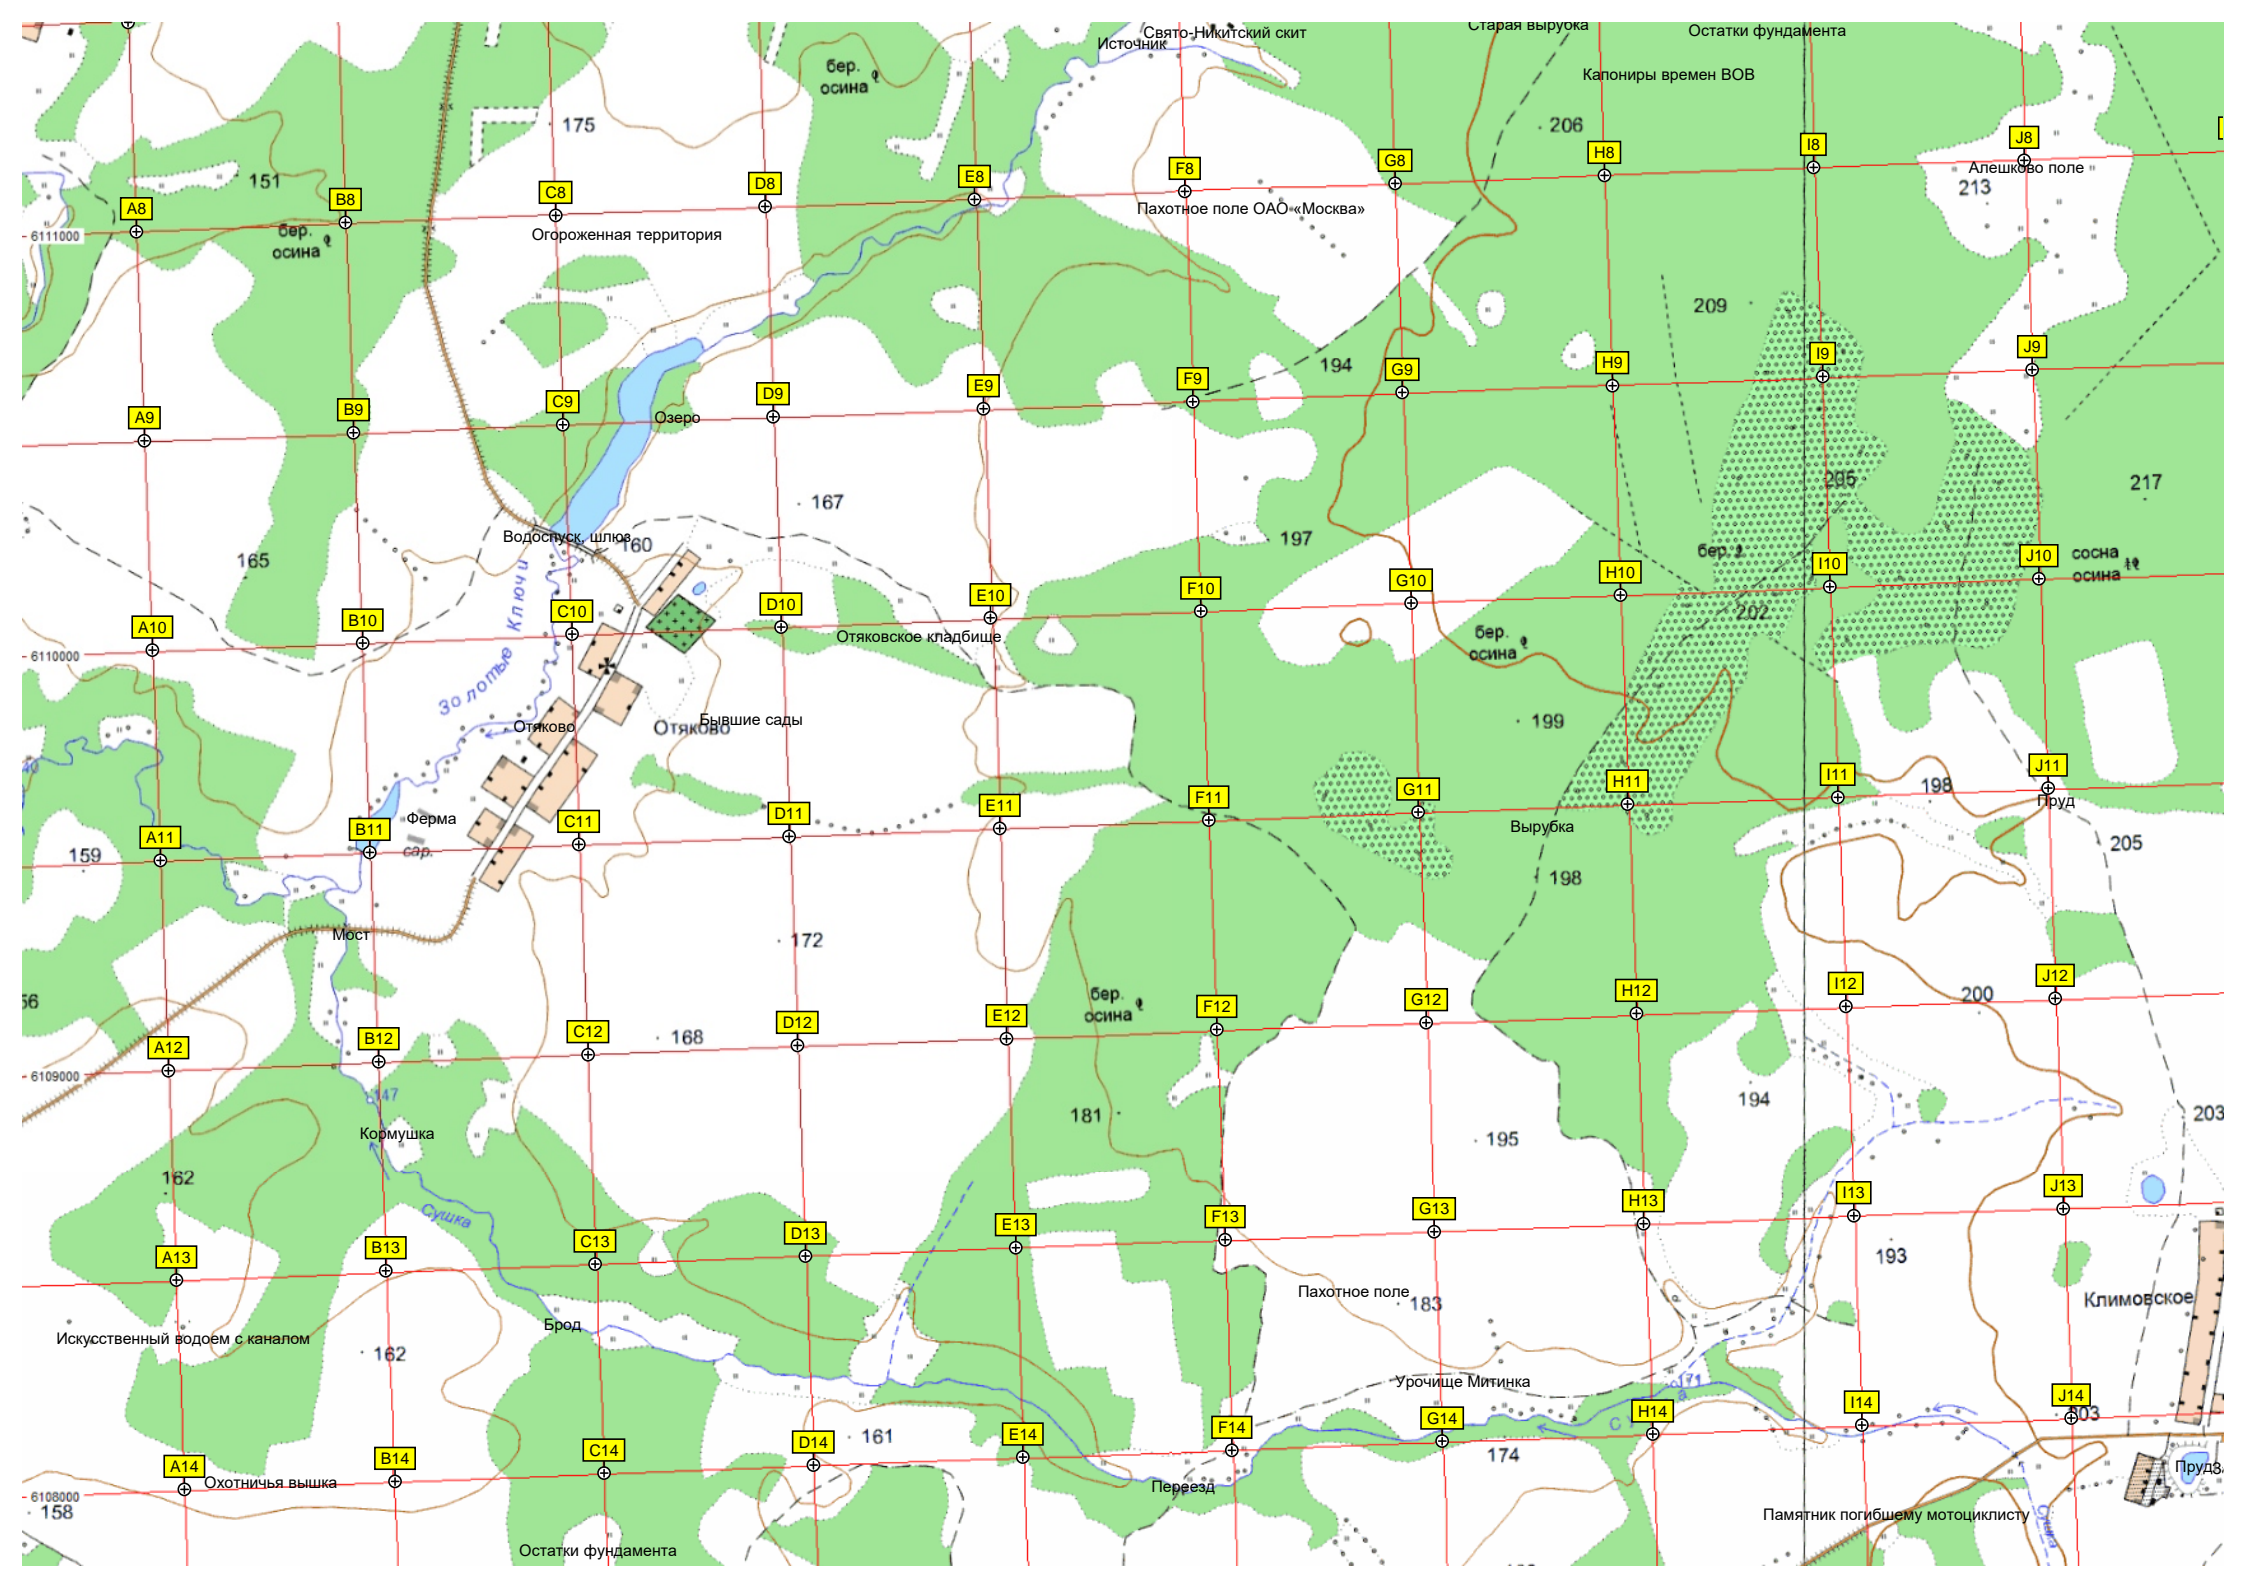 Свято-Никитский скит
Источник
Старая вырубка
Остатки фундамента
бер.
осина
Капониры времен ВОВ
175
206
I8
J8
H8
G8
F8
E8
D8
C8
B8
A8
151
Алешково поле
213
Пахотное поле ОАО «Москва»
6111000
бер.
осина
Огороженная территория
209
194
J9
I9
H9
G9
F9
E9
D9
C9
B9
A9
Озеро
205
217
167
197
Водоспуск, шлюз
160
165
бер.
сосна
осина
J10
I10
H10
G10
F10
E10
D10
C10
B10
A10
202
Золотые Ключи
Отяковское кладбище
бер.
осина
6110000
199
Бывшие сады
Отяково
Отяково
40
J11
I11
H11
G11
F11
E11
D11
C11
B11
A11
198
Пруд
Ферма
сар.
Вырубка
159
205
198
Мост
172
J12
I12
H12
G12
F12
E12
D12
C12
B12
A12
56
200
бер.
осина
168
6109000
147
194
181
203
Кормушка
195
162
Сушка
J13
I13
H13
G13
F13
E13
D13
C13
B13
A13
193
Пахотное поле
183
Климовское
Брод
Искусственный водоем с каналом
162
Урочище Митинка
171
J14
I14
H14
G14
F14
E14
D14
C14
B14
A14
203
161
174
Охотничья вышка
Переезд
Пруд
6108000
158
Памятник погибшему мотоциклисту
Сушка
Остатки фундамента